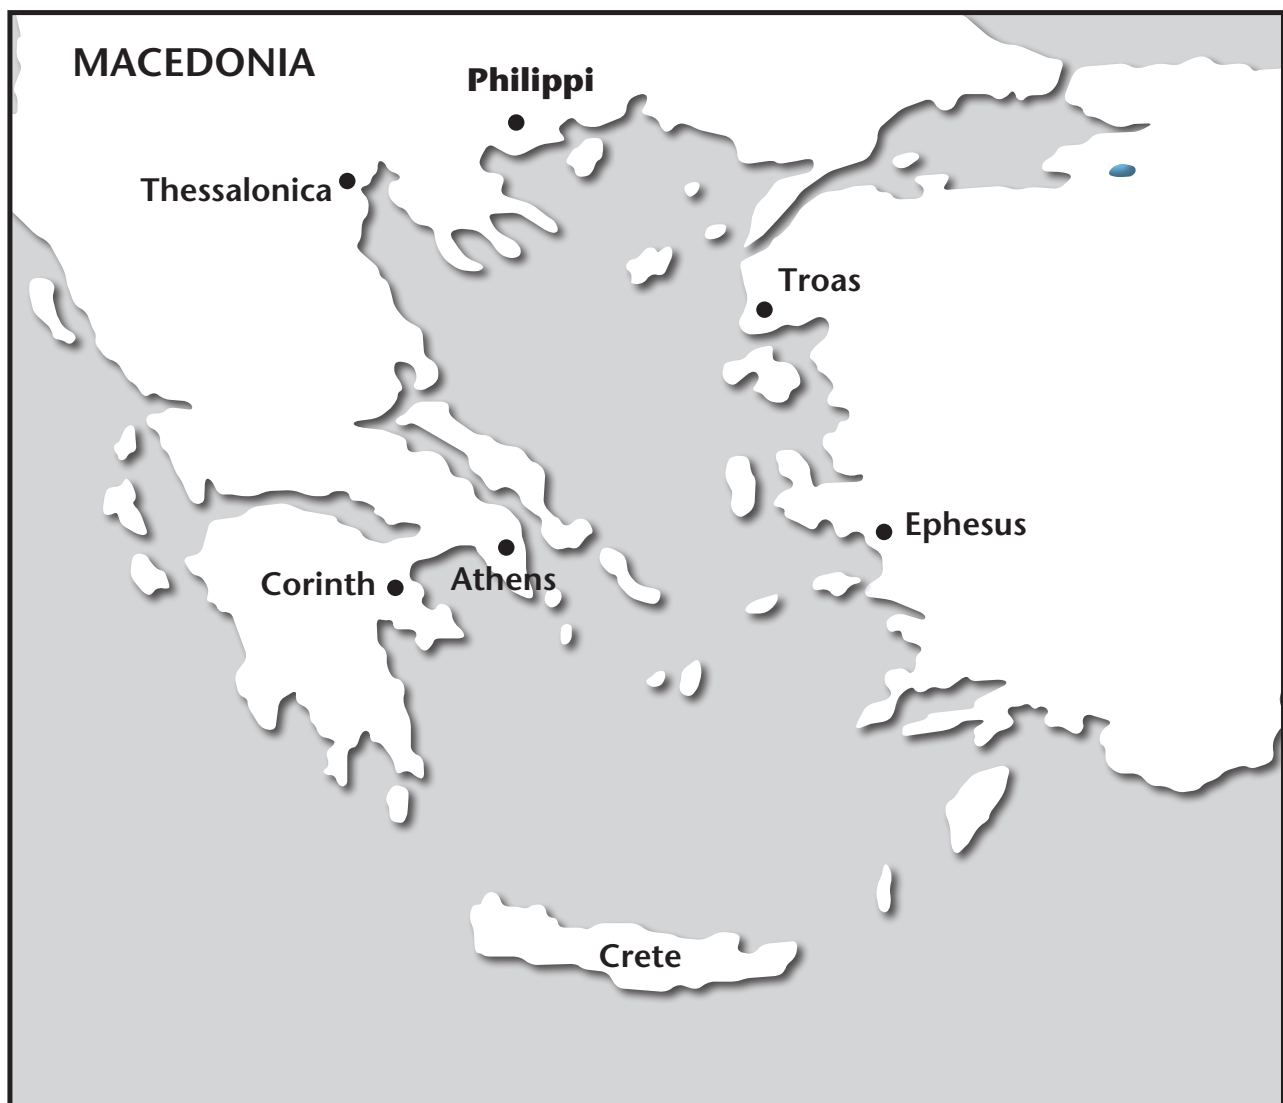 MACEDONIA
Philippi
Thessalonica
Troas
Ephesus
Corinth
Athens
Crete